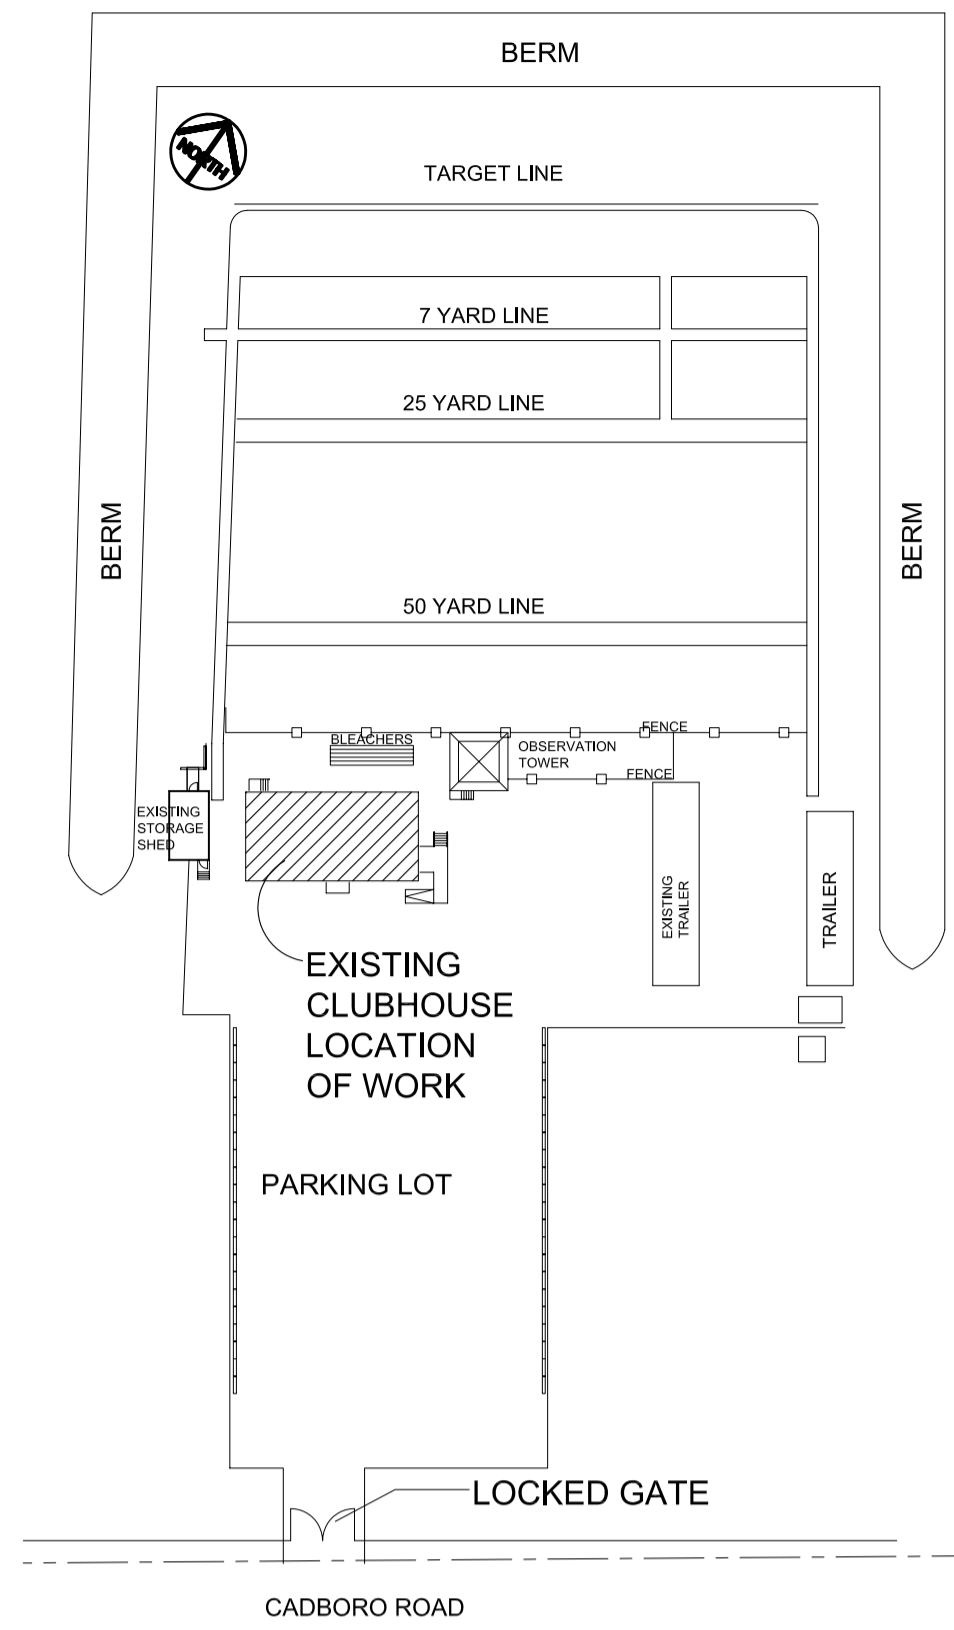 BERM
NORTH
TARGET LINE
7 YARD LINE
25 YARD LINE
BERM
BERM
50 YARD LINE
FENCE
BLEACHERS
OBSERVATION
TOWER
FENCE
EXISTING
STORAGE
SHED
EXISTING
TRAILER
TRAILER
EXISTING
CLUBHOUSE
LOCATION
OF WORK
PARKING LOT
LOCKED GATE
CADBORO ROAD